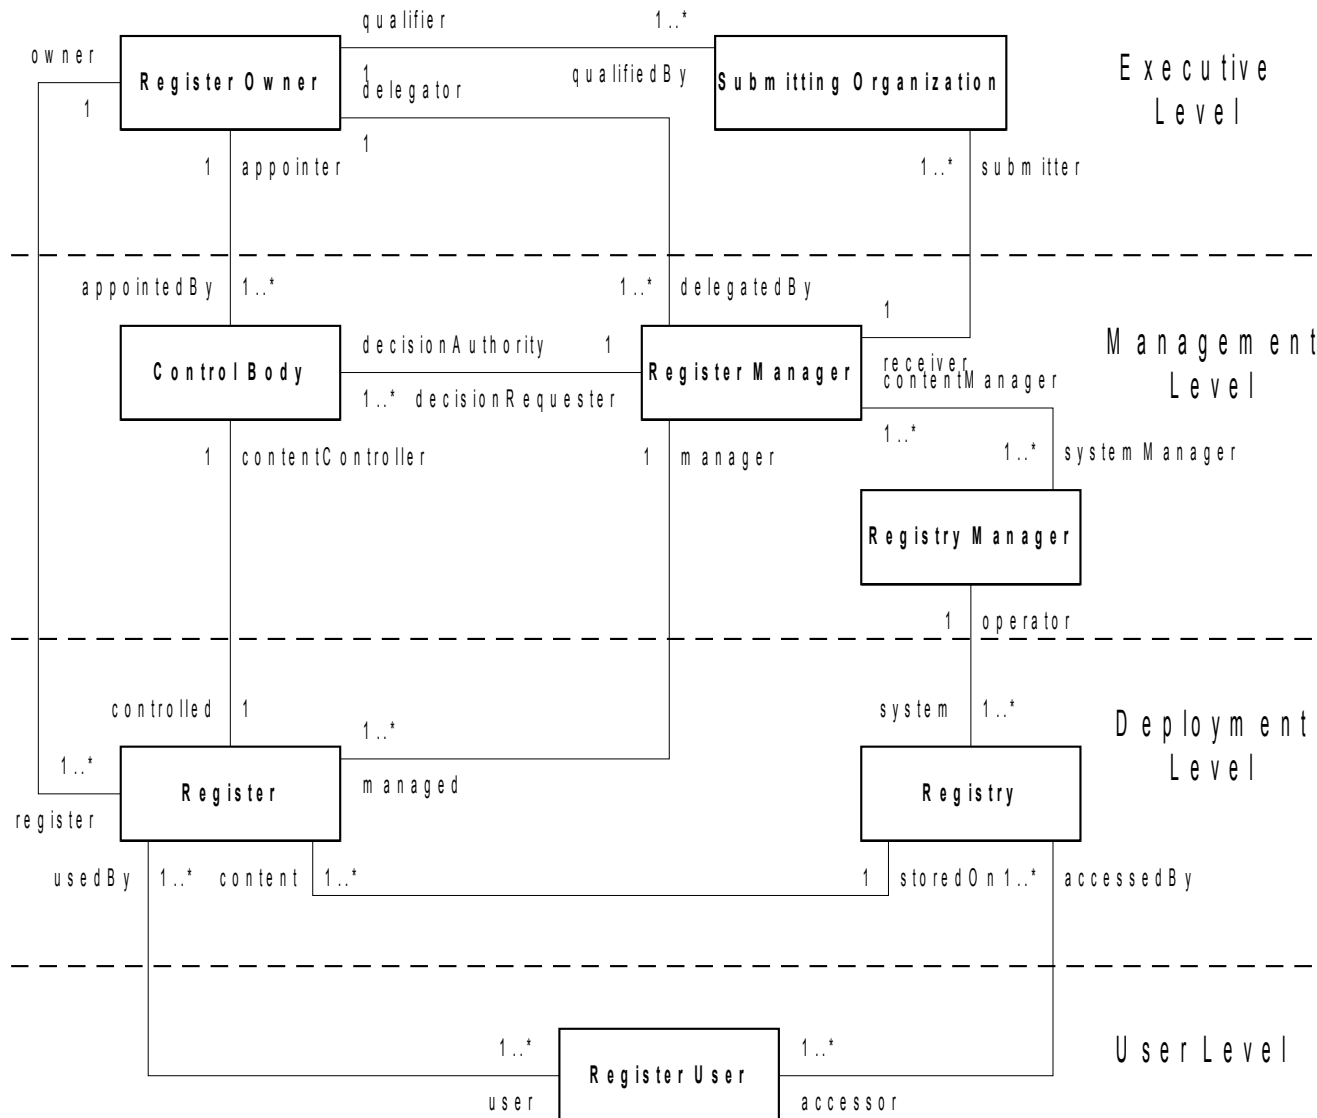 qualifier 1..*
owner
Register Owner
1
delegator
qualifiedBy
Submitting Organization
Executive
Level
1
1
1 appointer
1..* submitter
appointedBy 1..*
1..* delegatedBy
1
decisionAuthority 1
Control Body
Register Manager
receiver
contentManager
Management
Level
1..* decisionRequester
1..*
1 contentController
1 manager
1..* systemManager
Registry Manager
1 operator
controlled 1
system 1..*
Deployment
Level
1..*
1..*
Register
managed
Registry
register
usedBy 1..* content 1..*
1 storedOn 1..* accessedBy
1..*
1..*
User Level
Register User
user
accessor